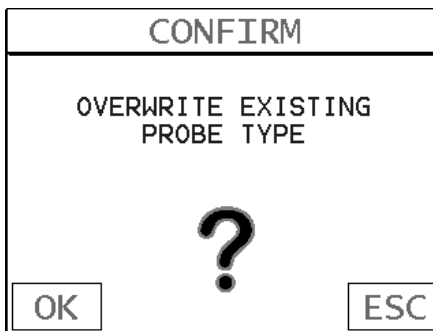 CONFIRM
OVERWRITE EXISTING
PROBE TYPE
?
OK
ESC